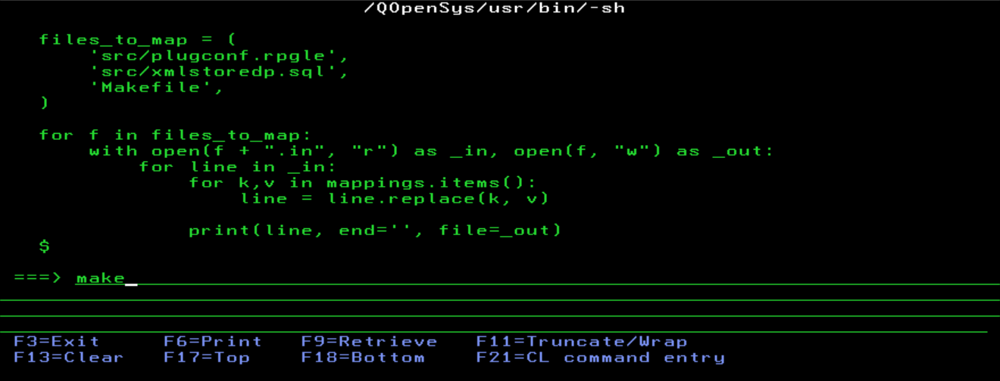 /QOpenSys/usr/bin/-sh
files_to_map = (
'src/plugconf.rpgle',
'src/xmlstoredp.sql',
'Makefile',
)
for f in files_to_map:
with open(f + ".in", "r") as _in, open(f, "w") as _out:
for line in _in:
for k,v in mappings.items():
line = line.replace(k, v)
print(line, end='', file=_out)
$
===> make_
F3=Exit F6=Print F9=Retrieve F11=Truncate/Wrap
F13=Clear F17=Top F18=Bottom F21=CL command entry